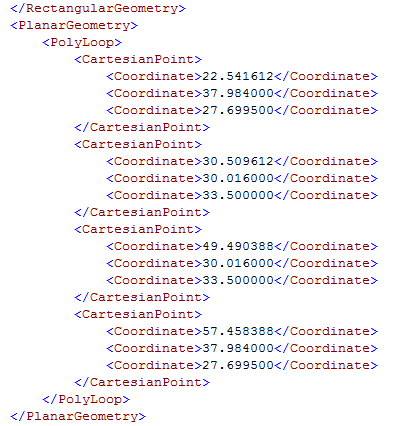 </RectangularGeometry>
<PlanarGeometry>
<PolyLoop>
<CartesianPoint>
<Coordinate>22.541612</Coordinate>
<Coordinate>37.984000</Coordinate>
<Coordinate>27.699500</Coordinate>
</CartesianPoint>
<CartesianPoint>
<Coordinate>30.509612</Coordinate>
<Coordinate>30.016000</Coordinate>
<Coordinate>33.500000</Coordinate>
</CartesianPoint>
<CartesianPoint>
<Coordinate>49.490388</Coordinate>
<Coordinate>30.016000</Coordinate>
<Coordinate>33.500000</Coordinate>
</CartesianPoint>
<CartesianPoint>
<Coordinate>57.458388</Coordinate>
<Coordinate>37.984000</Coordinate>
<Coordinate>27.699500</Coordinate>
</CartesianPoint>
</PolyLoop>
</PlanarGeometry>